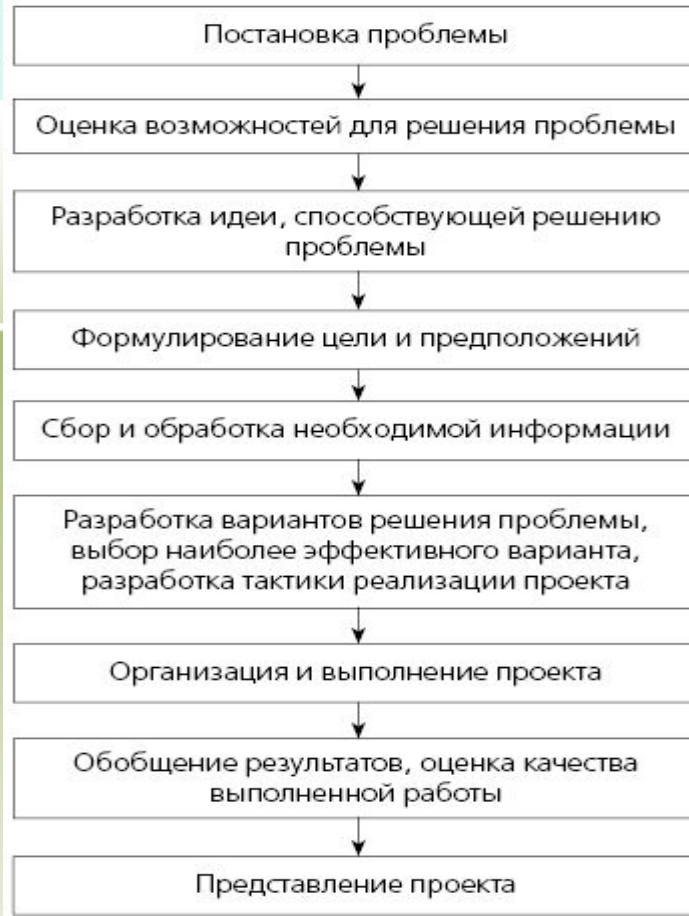 Постановка проблемы
Оценка возможностей для решения проблемы
Разработка идеи, способствующей решению
проблемы
Формулирование цели и предположений
Сбор и обработка необходимой информации
Разработка вариантов решения проблемы,
выбор наиболее эффективного варианта,
разработка тактики реализации проекта
Организация и выполнение проекта
Обобщение результатов, оценка качества
выполненной работы
Представление проекта